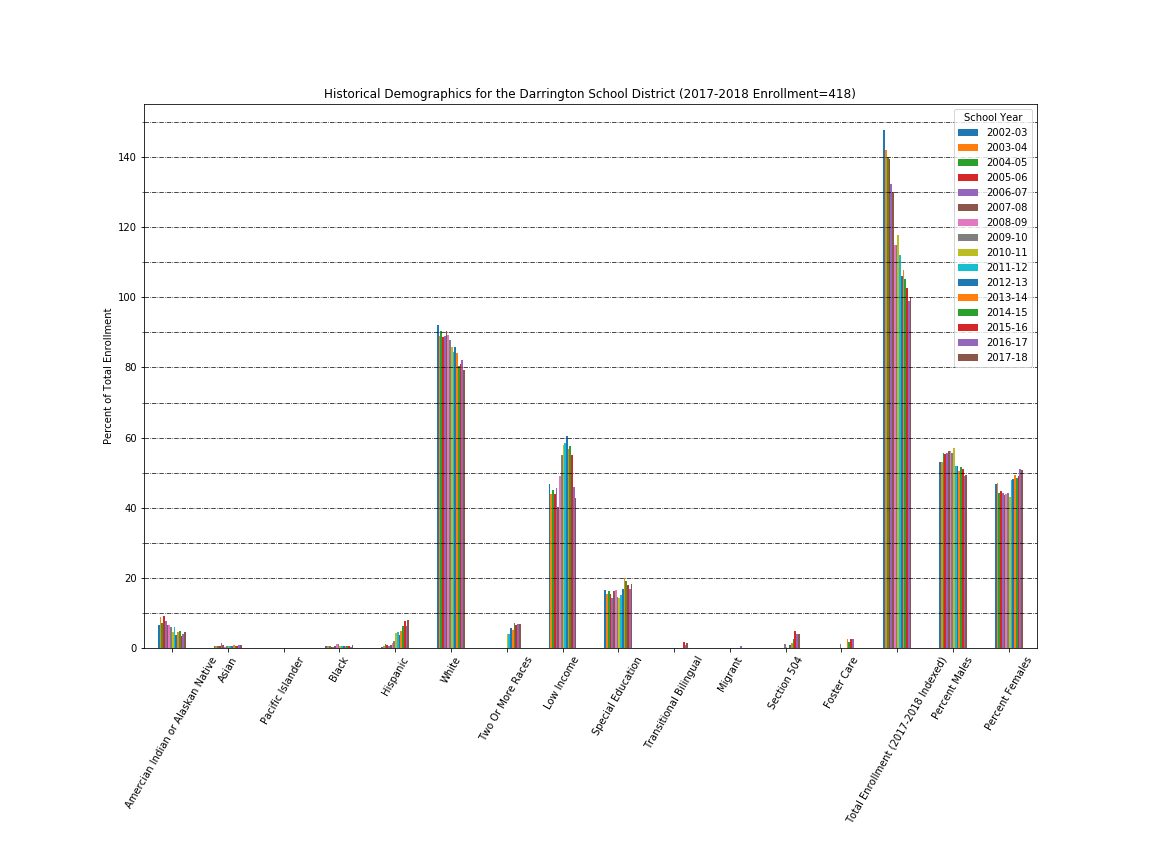 Historical Demographics for the Darrington School District (2017-2018 Enrollment=418)
Percent of Total Enrollment
140
120
100
80
60
40
20
0
School Year
2002-03
2003-04
2004-05
2005-06
2006-07
2007-08
2008-09
2009-10
2010-11
2011-12
2012-13
2013-14
2014-15
2015-16
2016-17
2017-18
Amercian Indian or Alaskan Native
Asian
Pacific Islander
Black
Hispanic
White
Two Or More Races
Low Income
Special Education
Transitional Bilingual
Migrant
Section 504
Foster Care
Total Enrollment (2017-2018 Indexed)
Percent Males
Percent Females